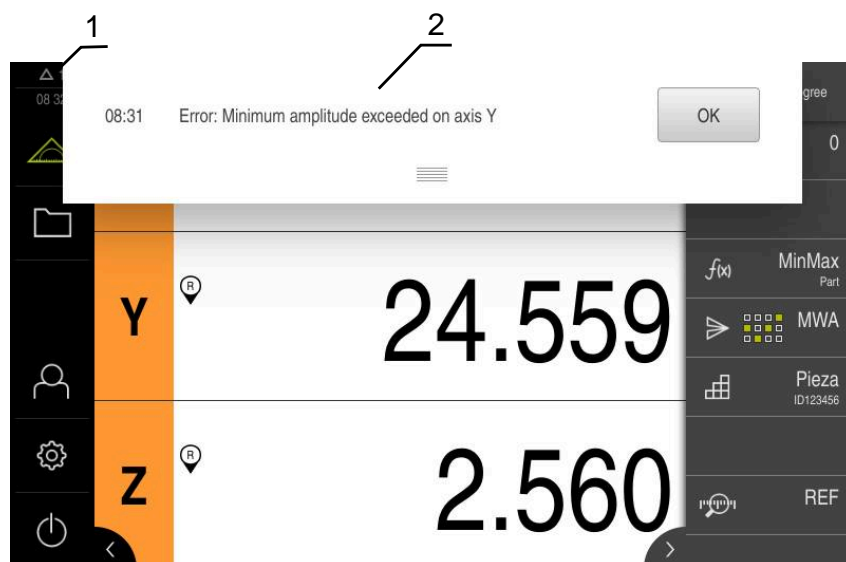 1
2
08:31 Error: Minimum amplitude exceeded on axis Y OK
gree
0
Y R 24.559
f(x) MinMax
Part
MWA
Pieza
ID123456
Z R 2.560
REF